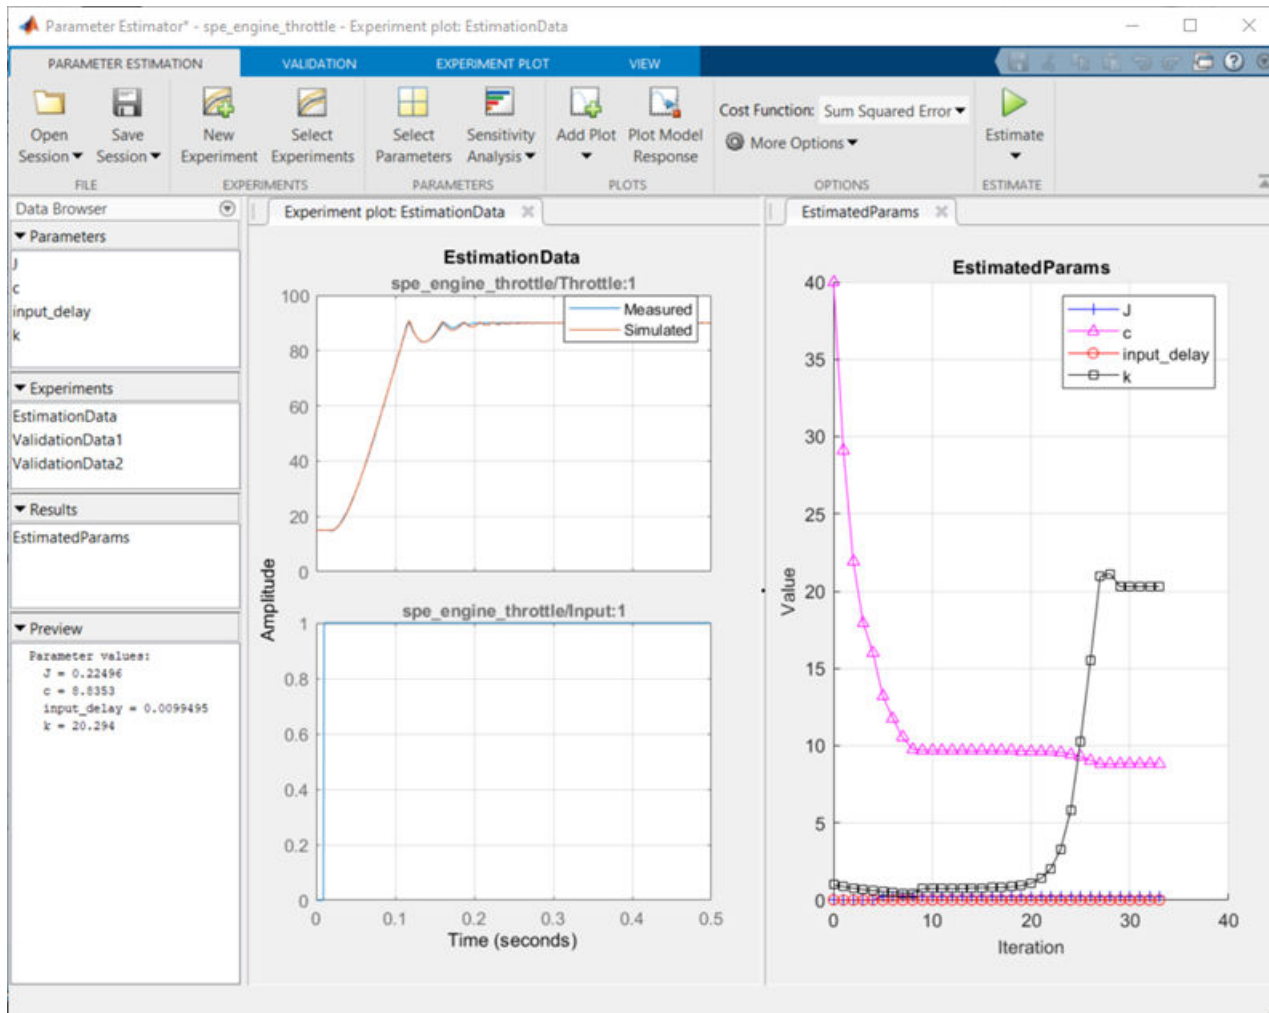 Parameter Estimator* - spe_engine_throttle - Experiment plot: EstimationData
PARAMETER ESTIMATION VALIDATION EXPERIMENT PLOT VIEW
Open Session Save Session New Experiment Select Experiments Select Parameters Sensitivity Analysis Add Plot Plot Model Response
Cost Function: Sum Squared Error
More Options
Estimate
FILE EXPERIMENTS PARAMETERS PLOTS OPTIONS ESTIMATE
Data Browser
Parameters
J
c
input_delay
k
Experiments
EstimationData
ValidationData1
ValidationData2
Results
EstimatedParams
Preview
Parameter values:
J = 0.22496
c = 8.8353
input_delay = 0.0099495
k = 20.294
Experiment plot: EstimationData
EstimationData
spe_engine_throttle/Throttle:1
Measured
Simulated
100
80
60
40
20
0
Amplitude
spe_engine_throttle/Input:1
1
0.8
0.6
0.4
0.2
0
0 0.1 0.2 0.3 0.4 0.5
Time (seconds)
EstimatedParams
EstimatedParams
J
c
input_delay
k
40
35
30
25
20
15
10
5
0
Value
0 10 20 30 40
Iteration